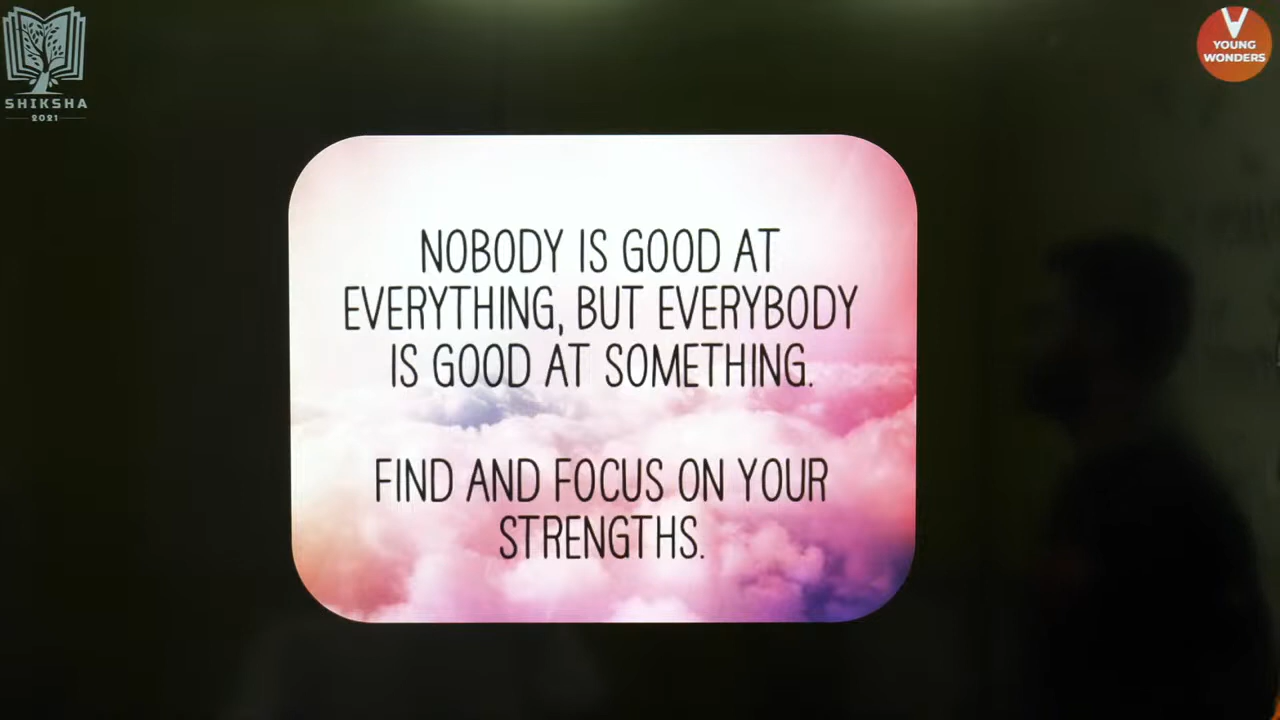 SHIKSHA
2021
YOUNG
WONDERS
NOBODY IS GOOD AT
EVERYTHING, BUT EVERYBODY
IS GOOD AT SOMETHING.
FIND AND FOCUS ON YOUR
STRENGTHS.